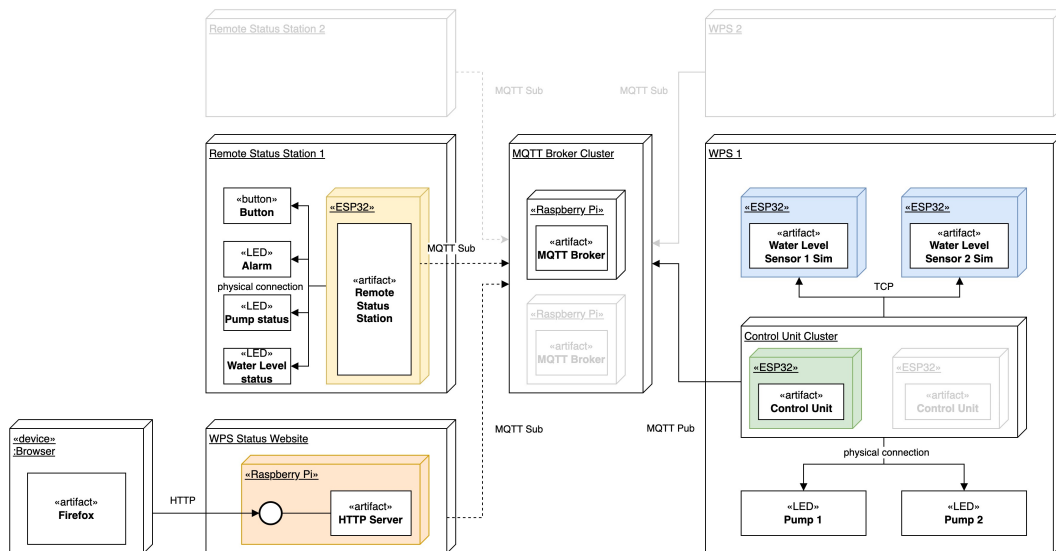 Remote Status Station 2
WPS 2
MQTT Sub
MQTT Sub
Remote Status Station 1
MQTT Broker Cluster
WPS 1
«button»
Button
«LED»
Alarm
physical connection
«LED»
Pump status
«LED»
Water Level
status
«ESP32»
«artifact»
Remote
Status
Station
MQTT Sub
«Raspberry Pi»
«artifact»
MQTT Broker
«Raspberry Pi»
«artifact»
MQTT Broker
«ESP32»
«artifact»
Water Level
Sensor 1 Sim
«ESP32»
«artifact»
Water Level
Sensor 2 Sim
TCP
Control Unit Cluster
«ESP32»
«artifact»
Control Unit
«ESP32»
«artifact»
Control Unit
MQTT Sub
MQTT Pub
physical connection
«LED»
Pump 1
«LED»
Pump 2
«device»
:Browser
«artifact»
Firefox
HTTP
WPS Status Website
«Raspberry Pi»
«artifact»
HTTP Server